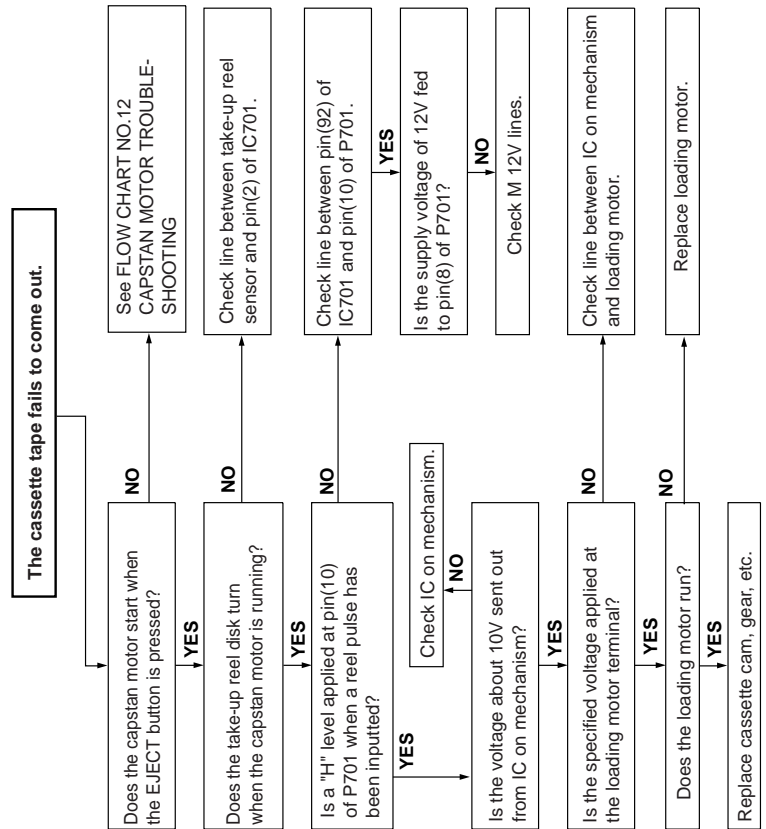 The cassette tape fails to come out.
Does the capstan motor start when
the EJECT button is pressed?
NO
See FLOW CHART NO.12
CAPSTAN MOTOR TROUBLE-
SHOOTING
YES
Does the take-up reel disk turn
when the capstan motor is running?
NO
Check line between take-up reel
sensor and pin(2) of IC701.
YES
Is a "H" level applied at pin(10)
of P701 when a reel pulse has
been inputted?
NO
Check line between pin(92) of
IC701 and pin(10) of P701.
YES
Is the supply voltage of 12V fed
to pin(8) of P701?
NO
Check M 12V lines.
YES
Check IC on mechanism.
NO
Is the voltage about 10V sent out
from IC on mechanism?
YES
Is the specified voltage applied at
the loading motor terminal?
NO
Check line between IC on mechanism
and loading motor.
YES
Does the loading motor run?
NO
Replace loading motor.
YES
Replace cassette cam, gear, etc.